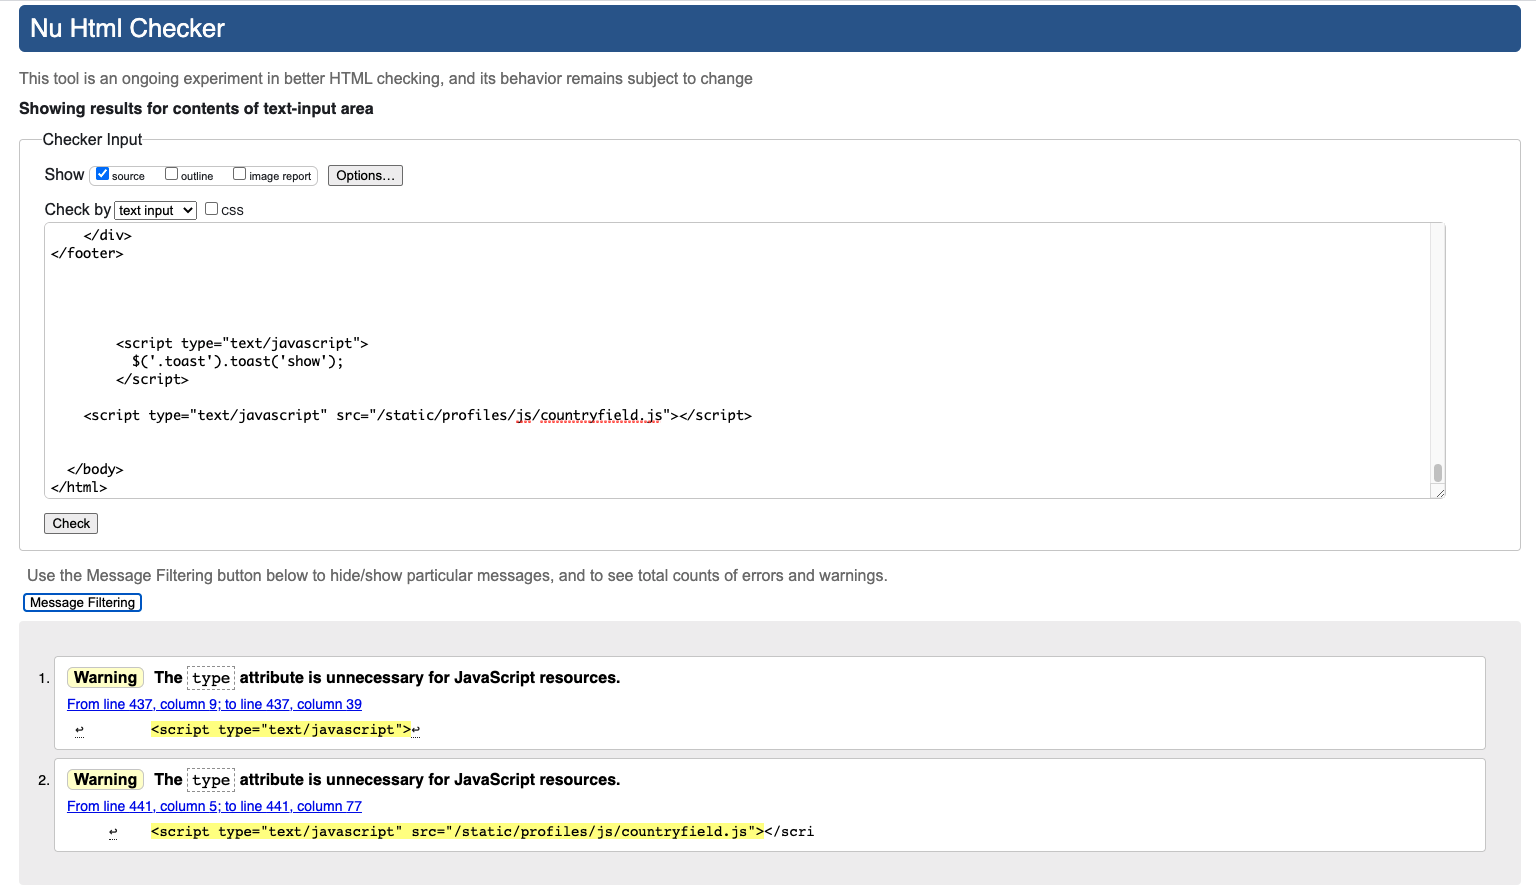 Nu Html Checker
This tool is an ongoing experiment in better HTML checking, and its behavior remains subject to change
Showing results for contents of text-input area
Checker Input
Show source outline image report Options...
Check by text input css
</div>
</footer>
<script type="text/javascript">
$('.toast').toast('show');
</script>
<script type="text/javascript" src="/static/profiles/js/countryfield.js"></script>
</body>
</html>
Check
Use the Message Filtering button below to hide/show particular messages, and to see total counts of errors and warnings.
Message Filtering
1. Warning The type attribute is unnecessary for JavaScript resources.
From line 437, column 9; to line 437, column 39
↩ <script type="text/javascript">↩
2. Warning The type attribute is unnecessary for JavaScript resources.
From line 441, column 5; to line 441, column 77
↩ <script type="text/javascript" src="/static/profiles/js/countryfield.js"></scri